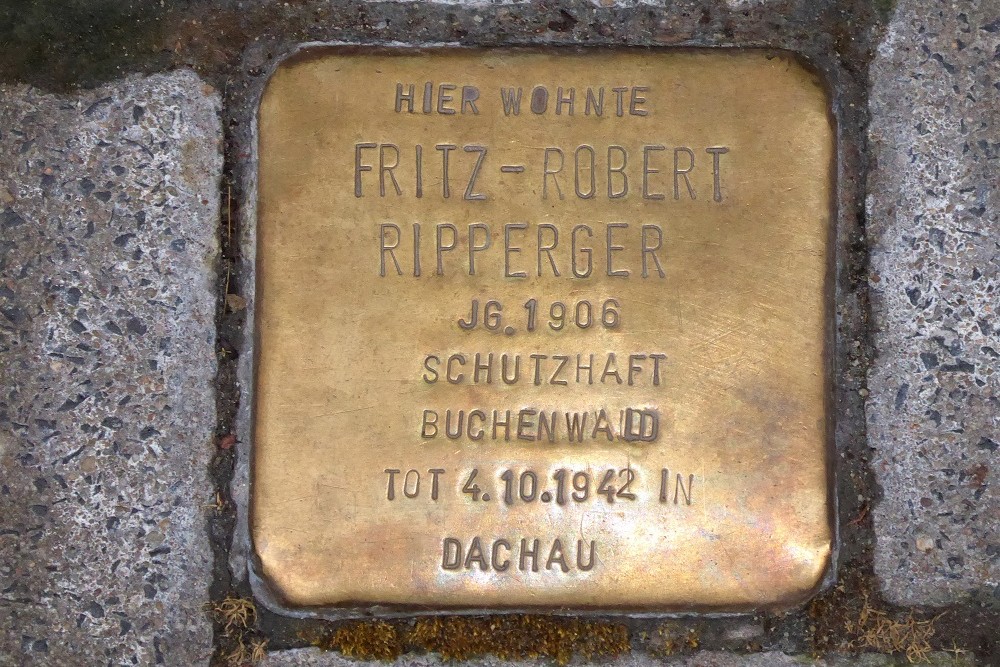 HIER WOHNTE
FRITZ-ROBERT
RIPPERGER
JG. 1906
SCHUTZHAFT
BUCHENWALD
TOT 4.10.1942 IN
DACHAU